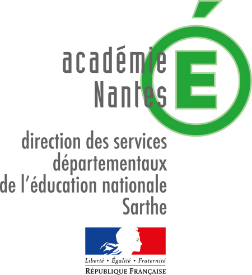 académie
Nantes
É
direction des services
départementaux
de l'éducation nationale
Sarthe
Liberté • Égalité • Fraternité
RÉPUBLIQUE FRANÇAISE